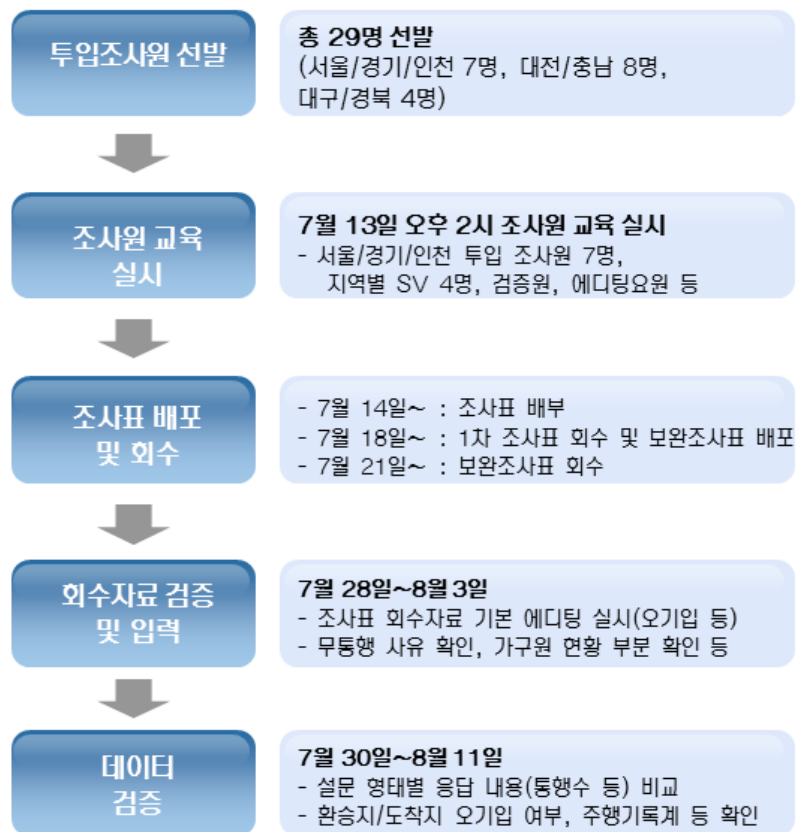 투입조사원 선발
총 29명 선발
(서울/경기/인천 7명, 대전/충남 8명,
대구/경북 4명)
조사원 교육
실시
7월 13일 오후 2시 조사원 교육 실시
- 서울/경기/인천 투입 조사원 7명,
지역별 SV 4명, 검증원, 에디팅요원 등
조사표 배포
및 회수
- 7월 14일~ : 조사표 배부
- 7월 18일~ : 1차 조사표 회수 및 보완조사표 배포
- 7월 21일~ : 보완조사표 회수
회수자료 검증
및 입력
7월 28일~8월 3일
- 조사표 회수자료 기본 에디팅 실시(오기입 등)
- 무통행 사유 확인, 가구원 현황 부분 확인 등
데이터
검증
7월 30일~8월 11일
- 설문 형태별 응답 내용(통행수 등) 비교
- 환승지/도착지 오기입 여부, 주행기록계 등 확인